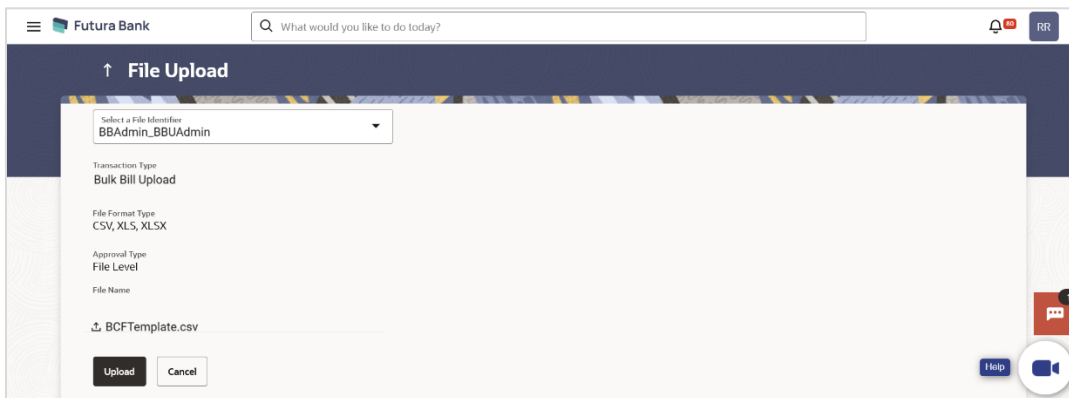 Futura Bank
What would you like to do today?
80
RR
↑ File Upload
Select a File Identifier
BBAdmin_BBUAdmin
Transaction Type
Bulk Bill Upload
File Format Type
CSV, XLS, XLSX
Approval Type
File Level
File Name
BCFTemplate.csv
Upload
Cancel
Help